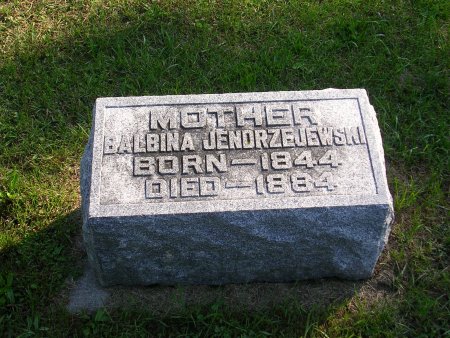 MOTHER
BALBINA JENDRZEJEWSKI
BORN-1844
DIED-1884